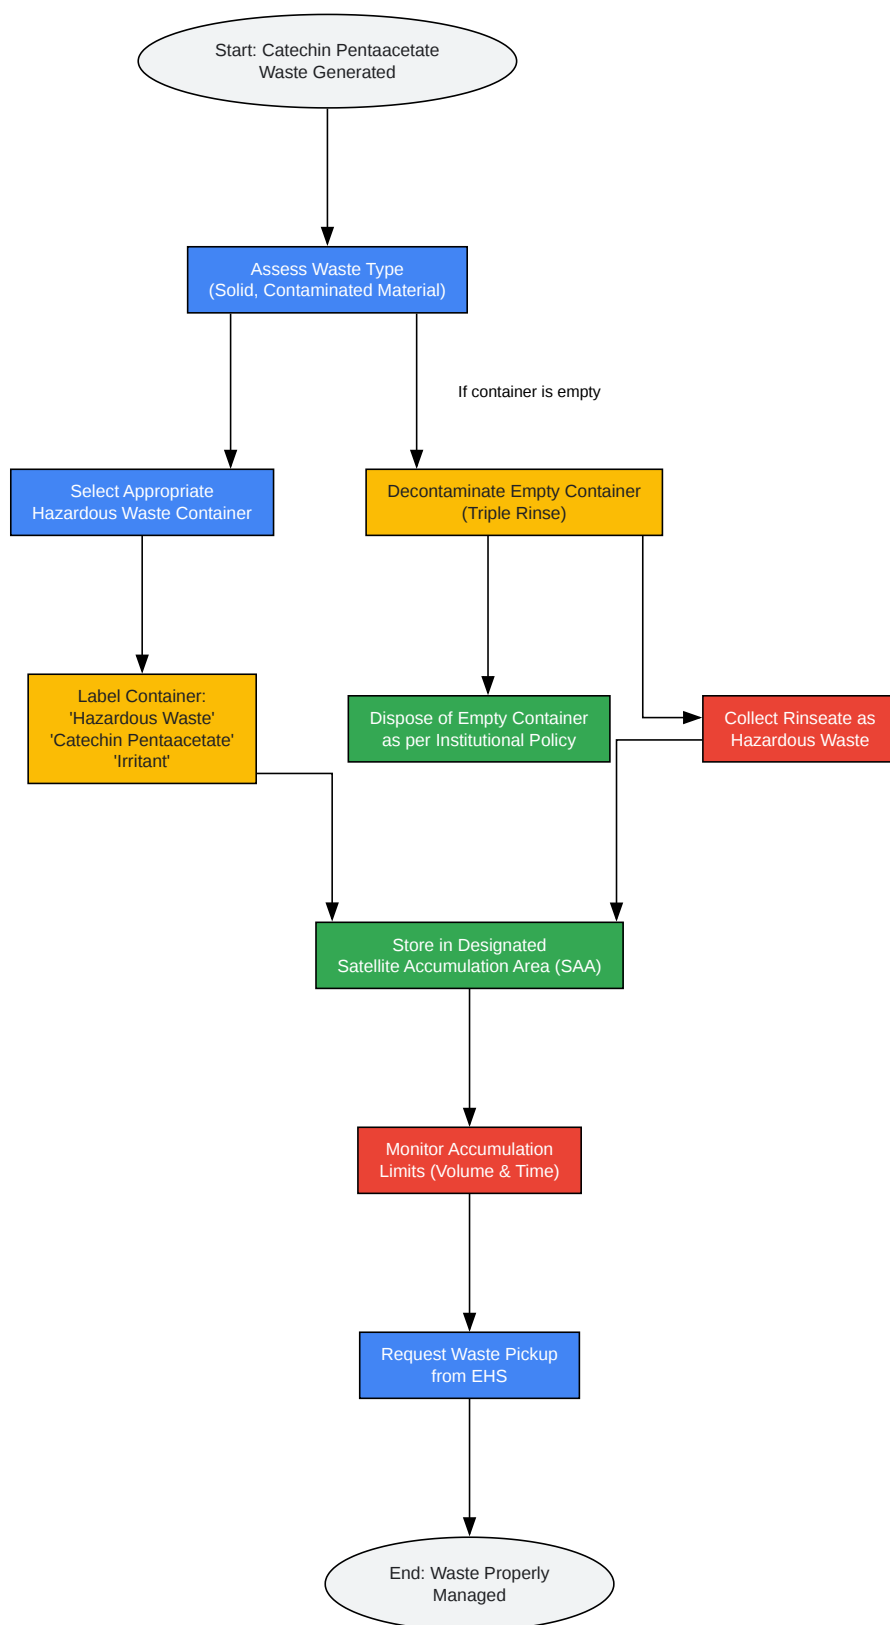 Start: Catechin Pentaacetate
Waste Generated
Assess Waste Type
(Solid, Contaminated Material)
If container is empty
Select Appropriate
Hazardous Waste Container
Decontaminate Empty Container
(Triple Rinse)
Label Container:
'Hazardous Waste'
'Catechin Pentaacetate'
'Irritant'
Dispose of Empty Container
as per Institutional Policy
Collect Rinseate as
Hazardous Waste
Store in Designated
Satellite Accumulation Area (SAA)
Monitor Accumulation
Limits (Volume & Time)
Request Waste Pickup
from EHS
End: Waste Properly
Managed